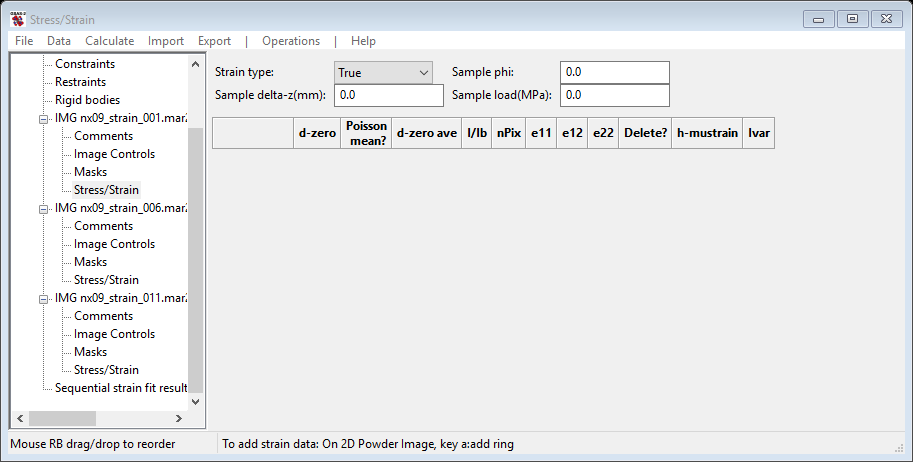 Stress/Strain
File Data Calculate Import Export | Operations | Help
Constraints
Restraints
Rigid bodies
IMG nx09_strain_001.mar2
Comments
Image Controls
Masks
Stress/Strain
IMG nx09_strain_006.mar2
Comments
Image Controls
Masks
Stress/Strain
IMG nx09_strain_011.mar2
Comments
Image Controls
Masks
Stress/Strain
Sequential strain fit result
Strain type: True Sample phi: 0.0
Sample delta-z(mm): 0.0 Sample load(MPa): 0.0
d-zero Poisson mean? d-zero ave I/Ib nPix e11 e12 e22 Delete? h-mustrain Ivar
Mouse RB drag/drop to reorder To add strain data: On 2D Powder Image, key a:add ring